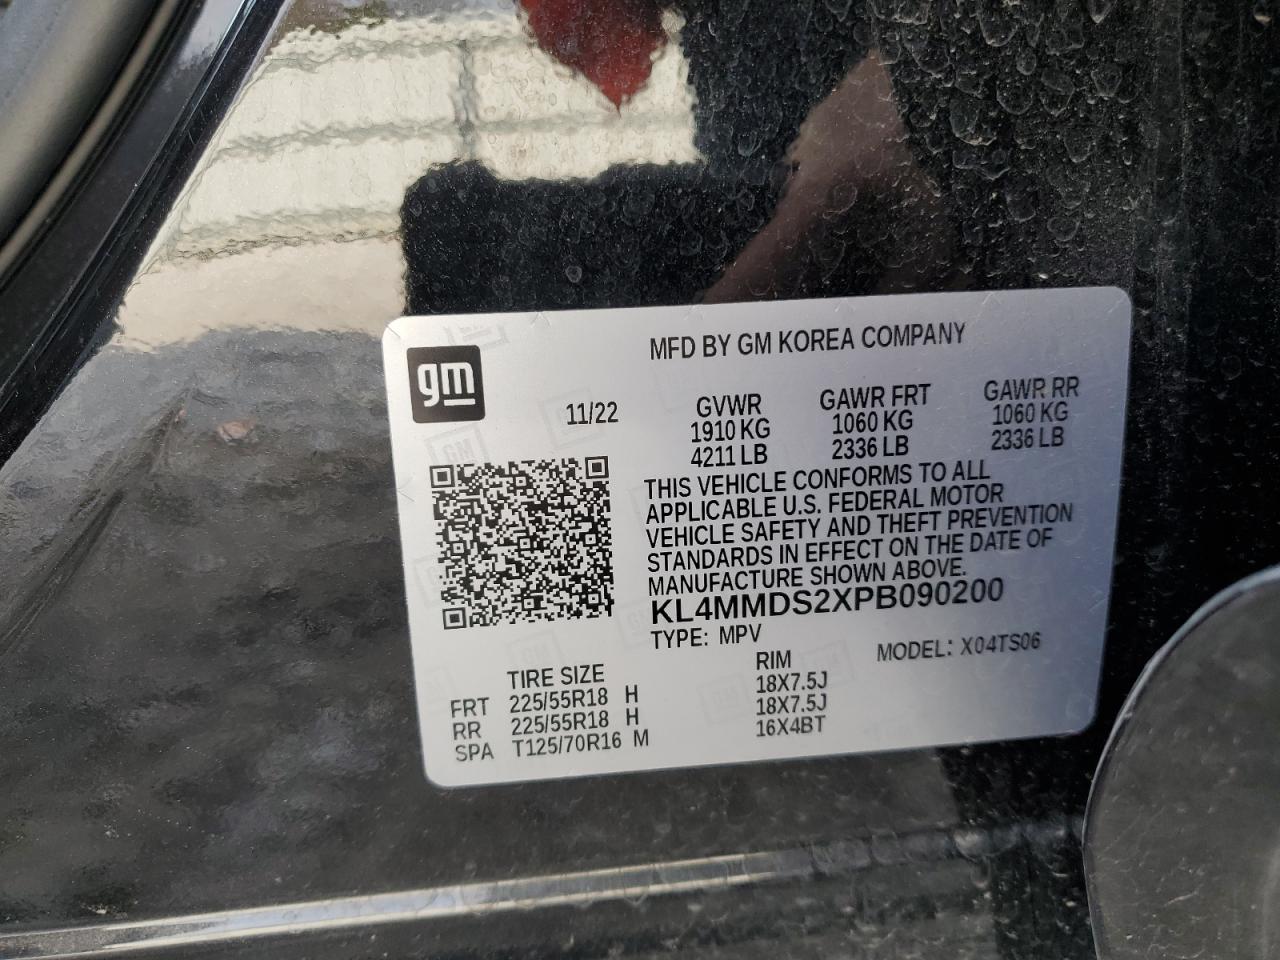 MFD BY GM KOREA COMPANY
gm
11/22
GVWR GAWR FRT GAWR RR
1910 KG 1060 KG 1060 KG
4211 LB 2336 LB 2336 LB
THIS VEHICLE CONFORMS TO ALL
APPLICABLE U.S. FEDERAL MOTOR
VEHICLE SAFETY AND THEFT PREVENTION
STANDARDS IN EFFECT ON THE DATE OF
MANUFACTURE SHOWN ABOVE.
KL4MMDS2XPB090200
TYPE: MPV MODEL: X04TS06
TIRE SIZE RIM
FRT 225/55R18 H 18X7.5J
RR 225/55R18 H 18X7.5J
SPA T125/70R16 M 16X4BT